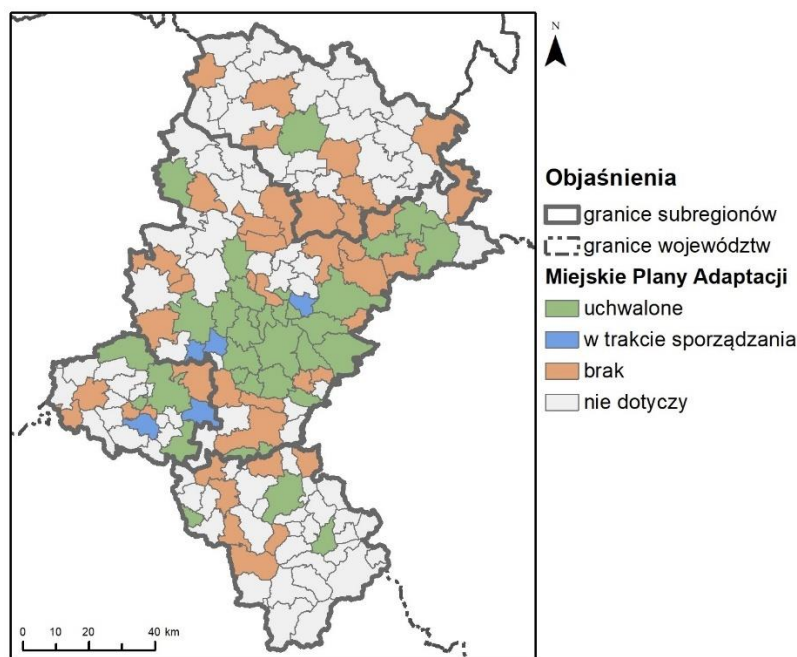 N
Objaśnienia
granice subregionów
granice województw
Miejskie Plany Adaptacji
uchwalone
w trakcie sporządzania
brak
nie dotyczy
0 10 20 40 km